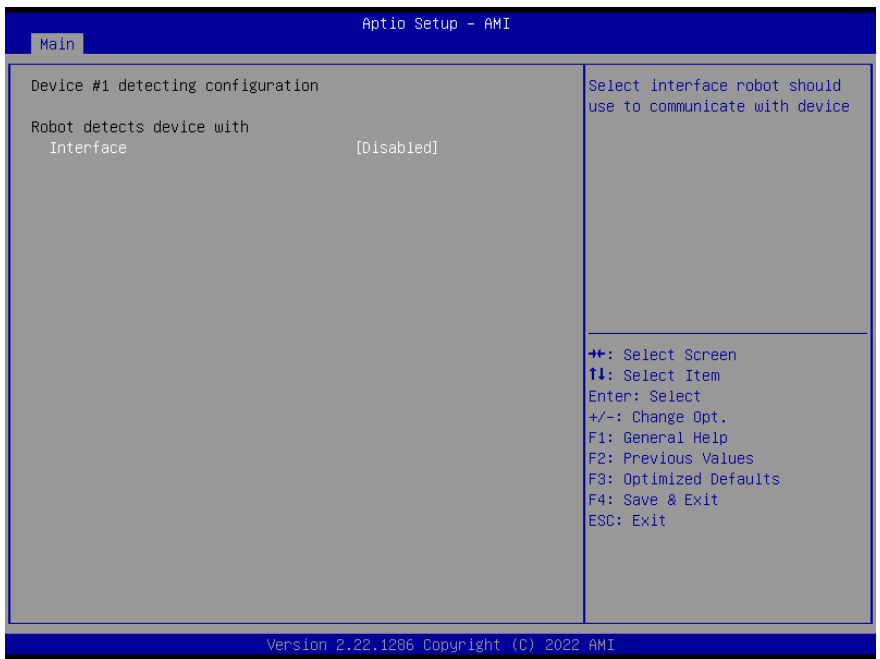 Aptio Setup – AMI
Main
Device #1 detecting configuration
Robot detects device with
Interface [Disabled]
Select interface robot should
use to communicate with device
→←: Select Screen
↑↓: Select Item
Enter: Select
+/-: Change Opt.
F1: General Help
F2: Previous Values
F3: Optimized Defaults
F4: Save & Exit
ESC: Exit
Version 2.22.1286 Copyright (C) 2022 AMI